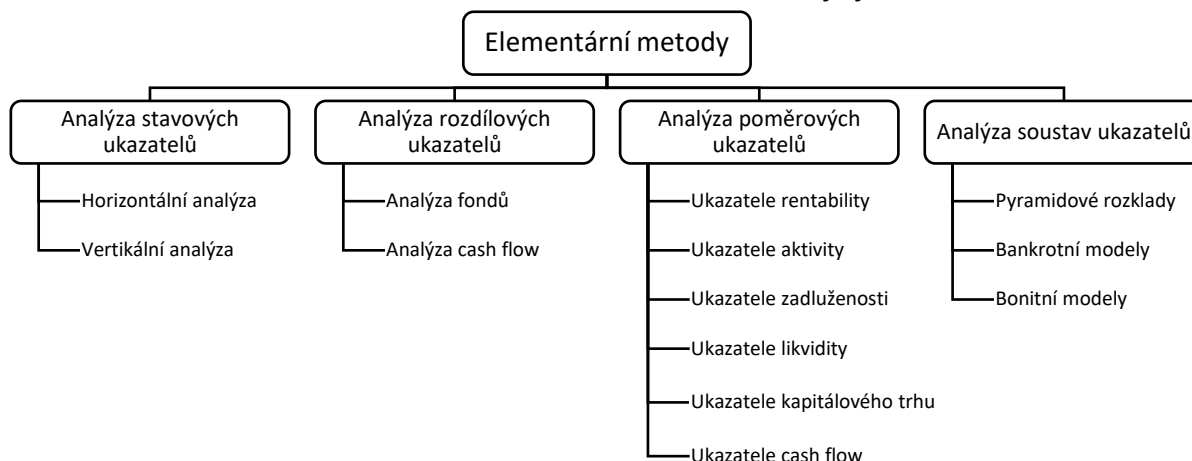 Elementární metody
Analýza stavových
ukazatelů
Horizontální analýza
Vertikální analýza
Analýza rozdílových
ukazatelů
Analýza fondů
Analýza cash flow
Analýza poměrových
ukazatelů
Ukazatele rentability
Ukazatele aktivity
Ukazatele zadluženosti
Ukazatele likvidity
Ukazatele kapitálového trhu
Ukazatele cash flow
Analýza soustav ukazatelů
Pyramidové rozklady
Bankrotní modely
Bonitní modely